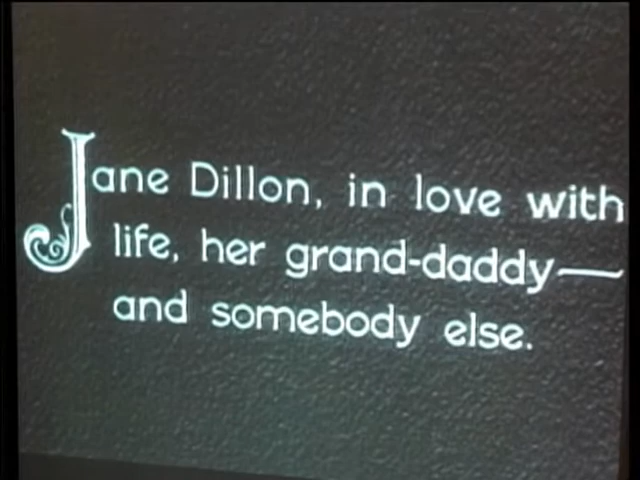 Jane Dillon, in love with
life, her grand-daddy—
and somebody else.